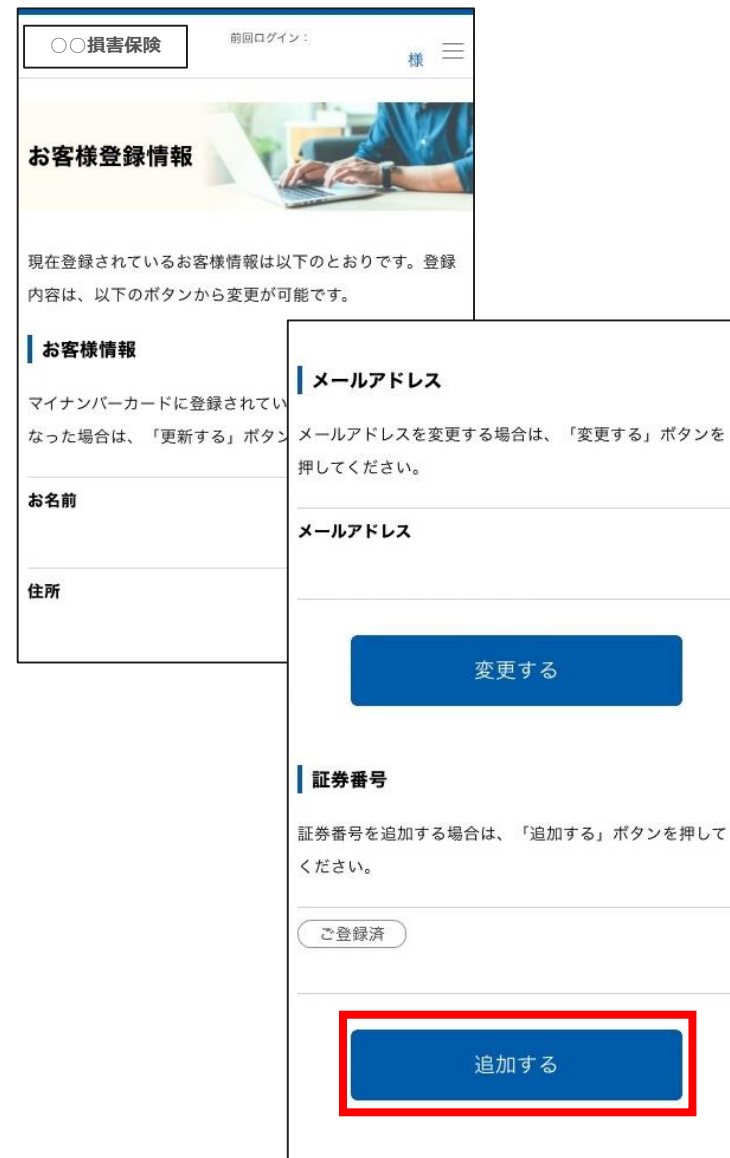 ○○損害保険
前回ログイン：
様
お客様登録情報
現在登録されているお客様情報は以下のとおりです。登録
内容は、以下のボタンから変更が可能です。
お客様情報
マイナンバーカードに登録されてい
なった場合は、「更新する」ボタン
お名前
住所
メールアドレス
メールアドレスを変更する場合は、「変更する」ボタンを
押してください。
メールアドレス
変更する
証券番号
証券番号を追加する場合は、「追加する」ボタンを押して
ください。
ご登録済
追加する